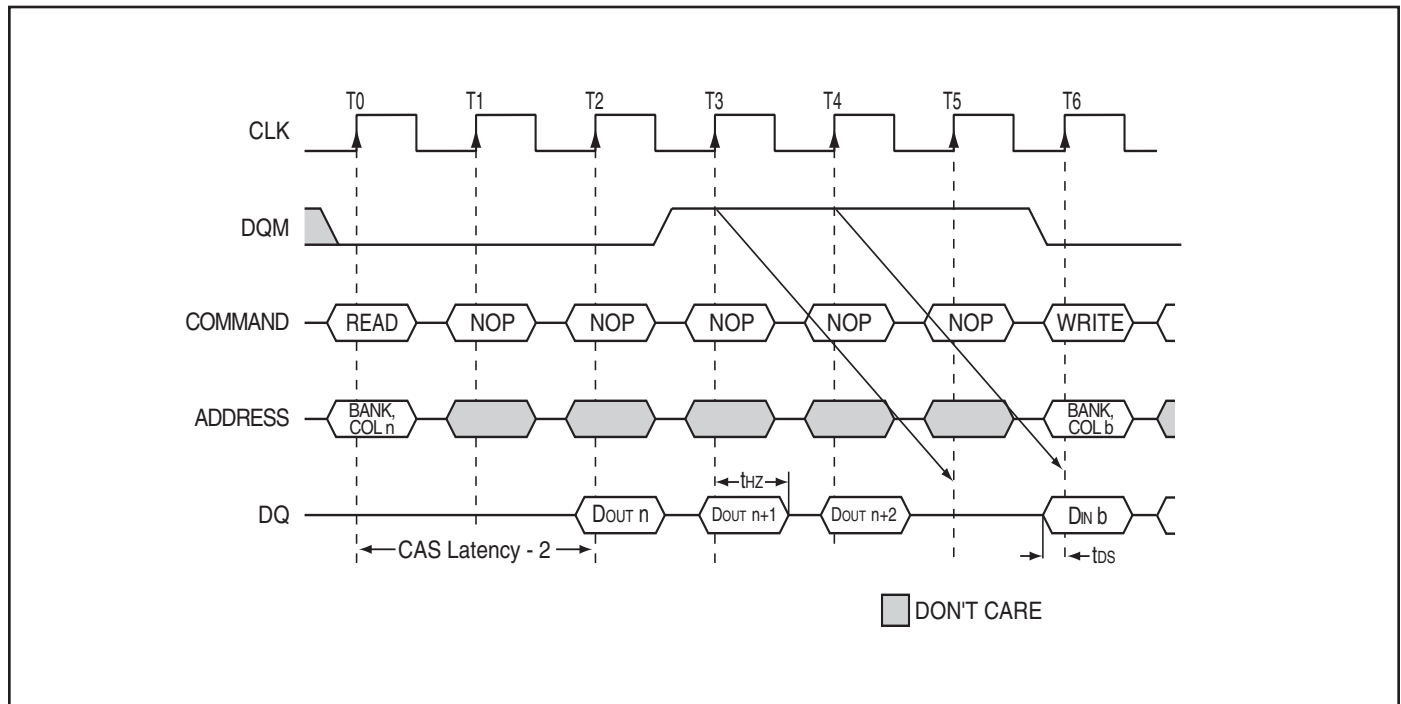 T0 T1 T2 T3 T4 T5 T6
CLK
DQM
COMMAND READ NOP NOP NOP NOP NOP WRITE
ADDRESS BANK, COL n BANK, COL b
tHZ
DQ DOUT n DOUT n+1 DOUT n+2 DIN b
CAS Latency - 2 tDS
DON'T CARE